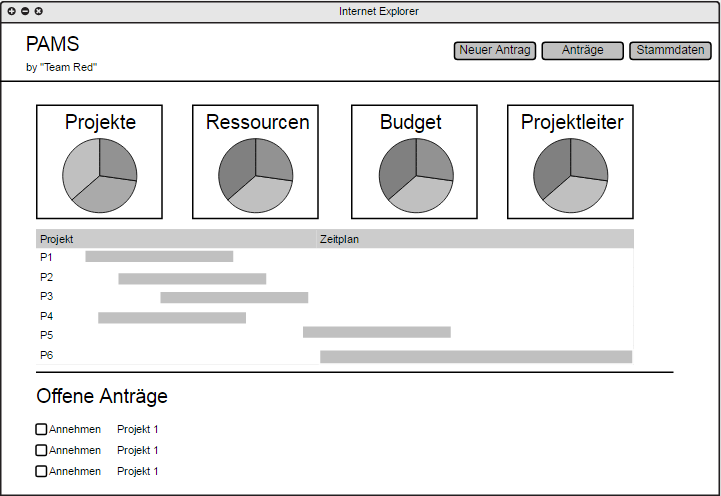 Internet Explorer
PAMS
by "Team Red"
Neuer Antrag Anträge Stammdaten
Projekte Ressourcen Budget Projektleiter
Projekt Zeitplan
P1
P2
P3
P4
P5
P6
Offene Anträge
Annehmen Projekt 1
Annehmen Projekt 1
Annehmen Projekt 1